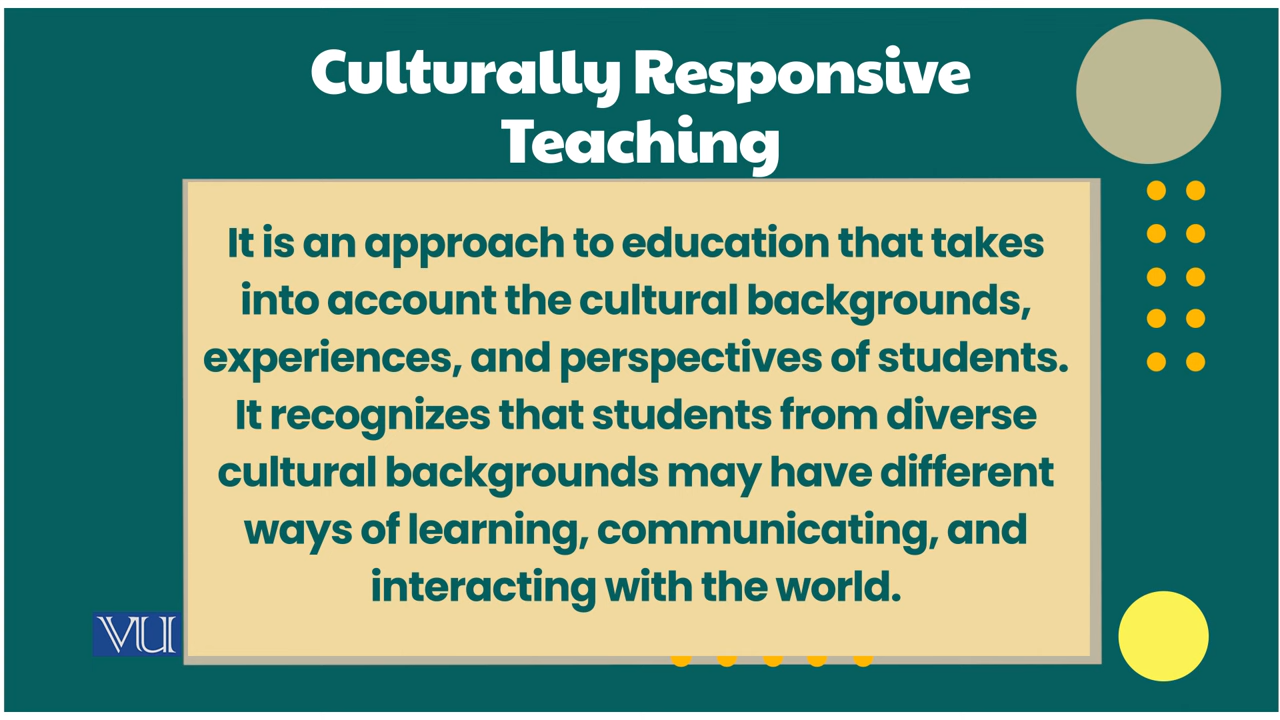 Culturally Responsive
Teaching
It is an approach to education that takes
into account the cultural backgrounds,
experiences, and perspectives of students.
It recognizes that students from diverse
cultural backgrounds may have different
ways of learning, communicating, and
interacting with the world.
VU